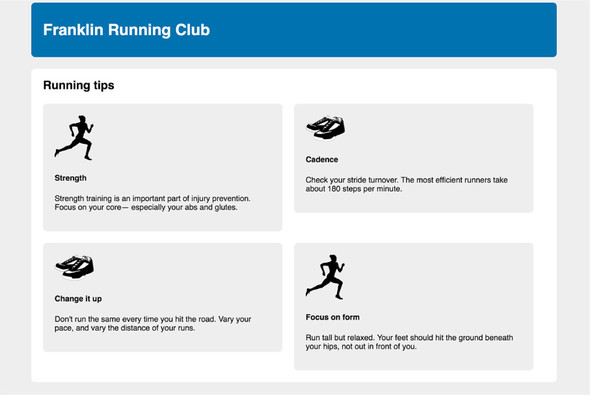 Franklin Running Club
Running tips
Strength
Strength training is an important part of injury prevention.
Focus on your core— especially your abs and glutes.
Cadence
Check your stride turnover. The most efficient runners take
about 180 steps per minute.
Change it up
Don't run the same every time you hit the road. Vary your
pace, and vary the distance of your runs.
Focus on form
Run tall but relaxed. Your feet should hit the ground beneath
your hips, not out in front of you.